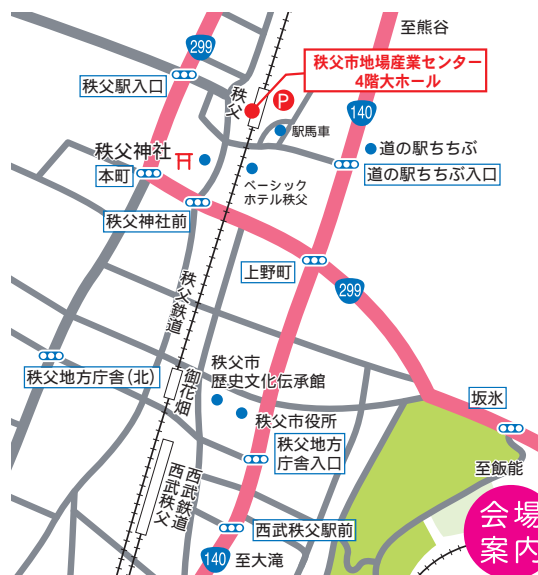 至熊谷
299
秩父市地場産業センター
4階大ホール
秩父駅入口
秩父
P
140
駅馬車
道の駅ちちぶ
秩父神社
本町
道の駅ちちぶ入口
ベーシック
ホテル秩父
秩父神社前
上野町
秩父鉄道
299
御花畑
秩父市
歴史文化伝承館
秩父地方庁舎(北)
坂氷
秩父市役所
秩父地方
庁舎入口
至飯能
西武鉄道
西武秩父
西武秩父駅前
140
至大滝
会場
案内